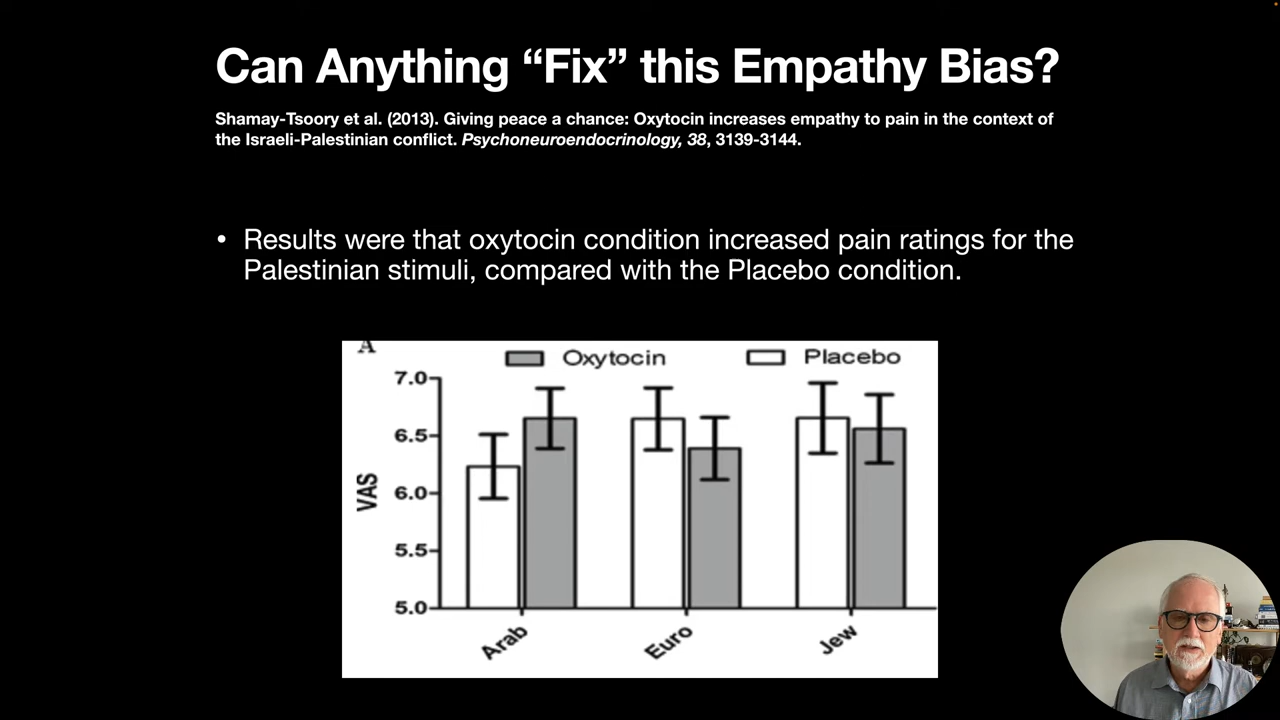 Can Anything “Fix” this Empathy Bias?
Shamay-Tsoory et al. (2013). Giving peace a chance: Oxytocin increases empathy to pain in the context of
the Israeli-Palestinian conflict. Psychoneuroendocrinology, 38, 3139-3144.
• Results were that oxytocin condition increased pain ratings for the
Palestinian stimuli, compared with the Placebo condition.
A
Oxytocin Placebo
7.0
6.5
6.0
5.5
5.0
VAS
Arab Euro Jew